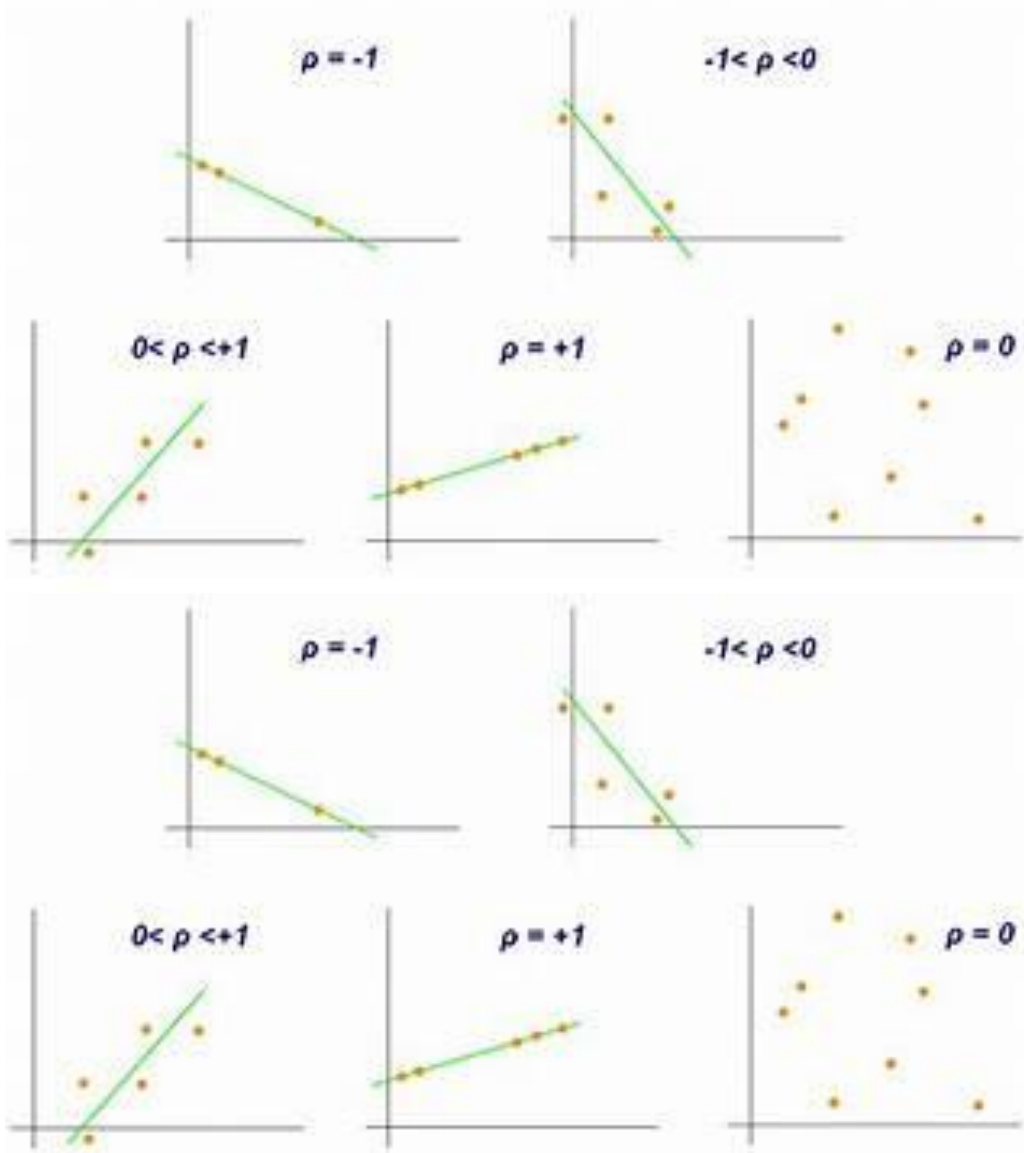 ρ = -1
-1< ρ <0
0< ρ <+1
ρ = +1
ρ = 0
ρ = -1
-1< ρ <0
0< ρ <+1
ρ = +1
ρ = 0